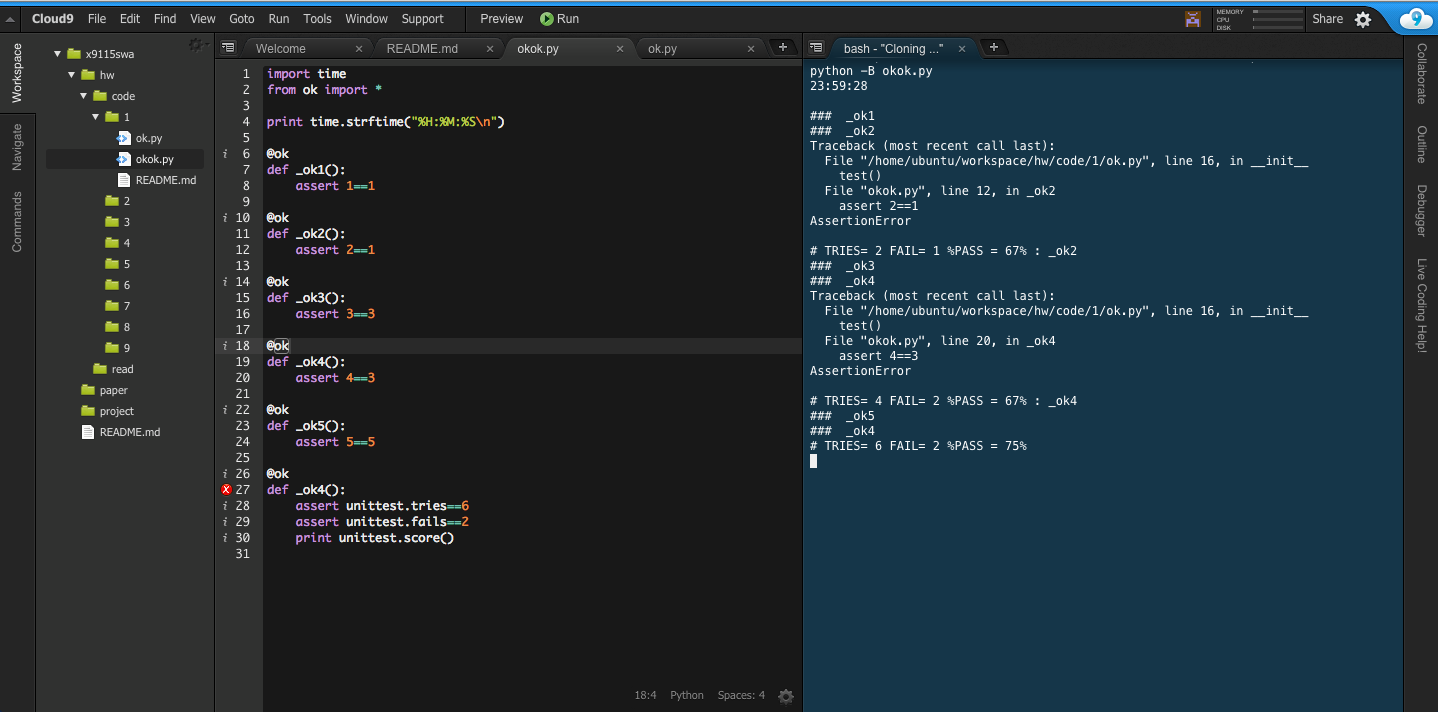 Cloud9 File Edit Find View Goto Run Tools Window Support Preview Run MEMORY CPU DISK Share 9
Workspace
Navigate
Commands
x9115swa
hw
code
1
ok.py
okok.py
README.md
2
3
4
5
6
7
8
9
read
paper
project
README.md
Welcome × README.md × okok.py × ok.py × +
1 import time
2 from ok import *
3
4 print time.strftime("%H:%M:%S\n")
5
i 6 @ok
7 def _ok1():
8 assert 1==1
9
i 10 @ok
11 def _ok2():
12 assert 2==1
13
i 14 @ok
15 def _ok3():
16 assert 3==3
17
i 18 @ok
19 def _ok4():
20 assert 4==3
21
i 22 @ok
23 def _ok5():
24 assert 5==5
25
i 26 @ok
x 27 def _ok4():
i 28 assert unittest.tries==6
i 29 assert unittest.fails==2
i 30 print unittest.score()
31
18:4 Python Spaces: 4
bash - "Cloning ..." × +
python -B okok.py
23:59:28
### _ok1
### _ok2
Traceback (most recent call last):
File "/home/ubuntu/workspace/hw/code/1/ok.py", line 16, in __init__
test()
File "okok.py", line 12, in _ok2
assert 2==1
AssertionError
# TRIES= 2 FAIL= 1 %PASS = 67% : _ok2
### _ok3
### _ok4
Traceback (most recent call last):
File "/home/ubuntu/workspace/hw/code/1/ok.py", line 16, in __init__
test()
File "okok.py", line 20, in _ok4
assert 4==3
AssertionError
# TRIES= 4 FAIL= 2 %PASS = 67% : _ok4
### _ok5
### _ok4
# TRIES= 6 FAIL= 2 %PASS = 75%
Collaborate
Outline
Debugger
Live Coding Help!